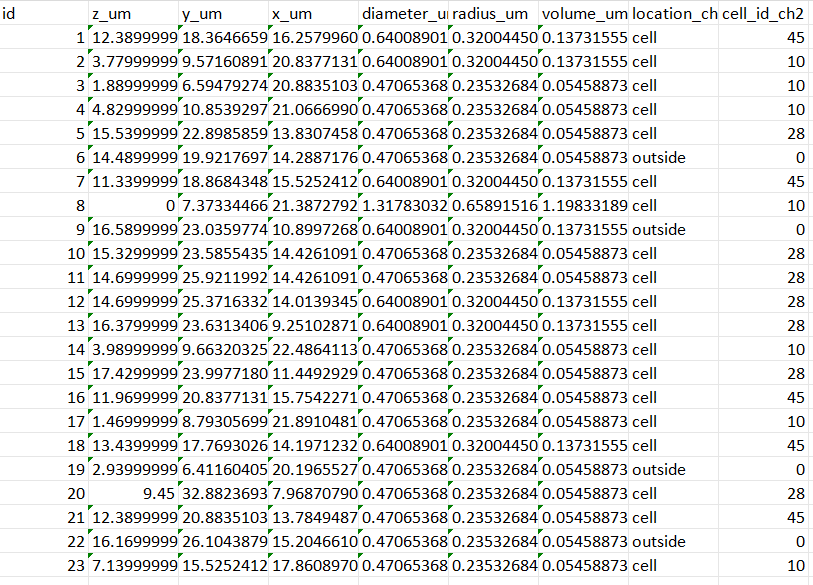 id z_um y_um x_um diameter_u radius_um volume_um location_ch cell_id_ch2
1 12.3899999 18.3646659 16.2579960 0.64008901 0.32004450 0.13731555 cell 45
2 3.77999999 9.57160891 20.8377131 0.64008901 0.32004450 0.13731555 cell 10
3 1.88999999 6.59479274 20.8835103 0.47065368 0.23532684 0.05458873 cell 10
4 4.82999999 10.8539297 21.0666990 0.47065368 0.23532684 0.05458873 cell 10
5 15.5399999 22.8985859 13.8307458 0.47065368 0.23532684 0.05458873 cell 28
6 14.4899999 19.9217697 14.2887176 0.47065368 0.23532684 0.05458873 outside 0
7 11.3399999 18.8684348 15.5252412 0.64008901 0.32004450 0.13731555 cell 45
8 0 7.37334466 21.3872792 1.31783032 0.65891516 1.19833189 cell 10
9 16.5899999 23.0359774 10.8997268 0.64008901 0.32004450 0.13731555 outside 0
10 15.3299999 23.5855435 14.4261091 0.47065368 0.23532684 0.05458873 cell 28
11 14.6999999 25.9211992 14.4261091 0.47065368 0.23532684 0.05458873 cell 28
12 14.6999999 25.3716332 14.0139345 0.64008901 0.32004450 0.13731555 cell 28
13 16.3799999 23.6313406 9.25102871 0.64008901 0.32004450 0.13731555 cell 28
14 3.98999999 9.66320325 22.4864113 0.47065368 0.23532684 0.05458873 cell 10
15 17.4299999 23.9977180 11.4492929 0.47065368 0.23532684 0.05458873 cell 28
16 11.9699999 20.8377131 15.7542271 0.47065368 0.23532684 0.05458873 cell 45
17 1.46999999 8.79305699 21.8910481 0.47065368 0.23532684 0.05458873 cell 10
18 13.4399999 17.7693026 14.1971232 0.64008901 0.32004450 0.13731555 cell 45
19 2.93999999 6.41160405 20.1965527 0.47065368 0.23532684 0.05458873 outside 0
20 9.45 32.8823693 7.96870790 0.47065368 0.23532684 0.05458873 cell 28
21 12.3899999 20.8835103 13.7849487 0.47065368 0.23532684 0.05458873 cell 45
22 16.1699999 26.1043879 15.2046610 0.47065368 0.23532684 0.05458873 outside 0
23 7.13999999 15.5252412 17.8608970 0.47065368 0.23532684 0.05458873 cell 10